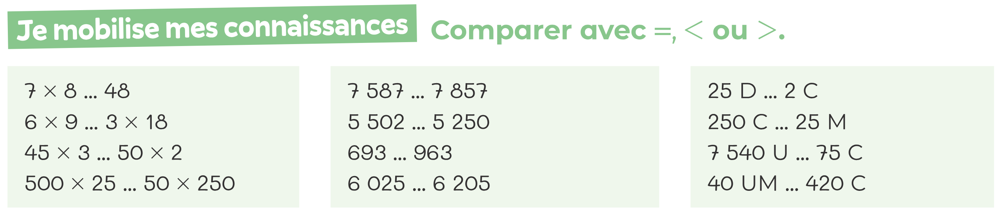 Je mobilise mes connaissances Comparer avec =, < ou >.
7 × 8 ... 48
6 × 9 ... 3 × 18
45 × 3 ... 50 × 2
500 × 25 ... 50 × 250
7 587 ... 7 857
5 502 ... 5 250
693 ... 963
6 025 ... 6 205
25 D ... 2 C
250 C ... 25 M
7 540 U ... 75 C
40 UM ... 420 C